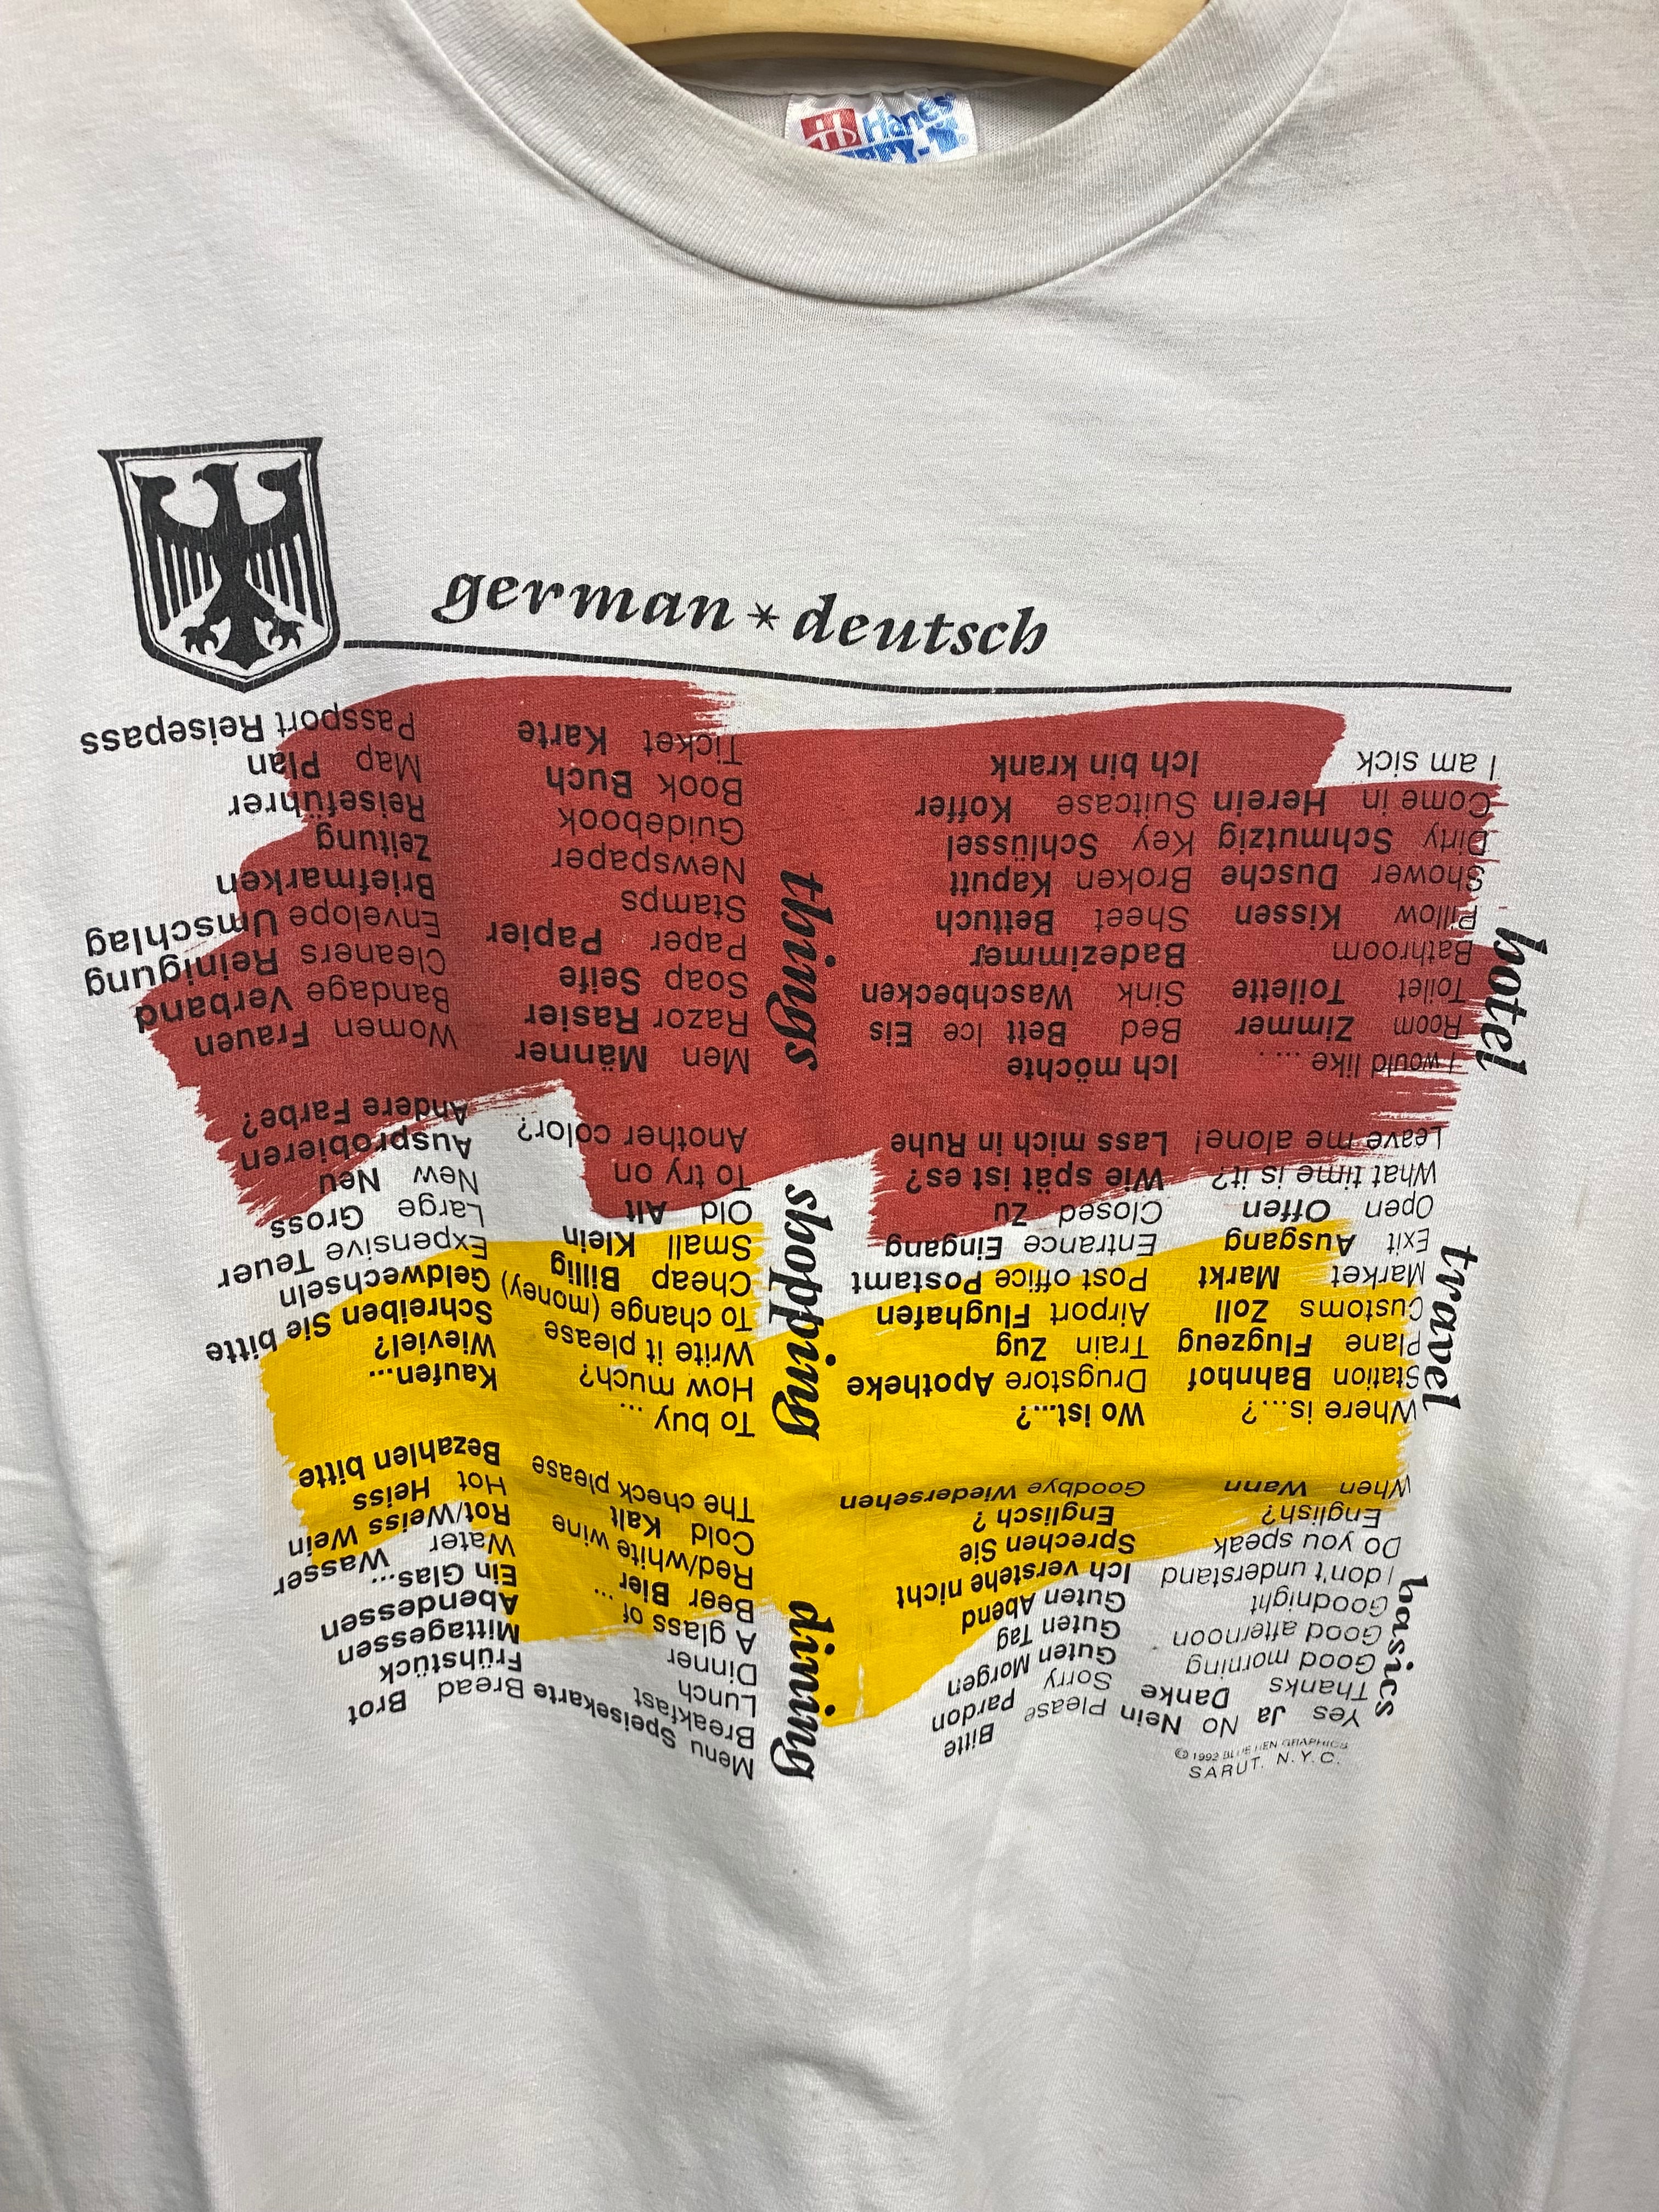 Hanes
BEEFY-T®
german * deutsch
basics
Yes Ja No Nein Please Bitte
Thanks Danke Sorry Pardon
Good morning Guten Morgen
Good afternoon Guten Tag
Goodnight Guten Abend
I don't understand Ich verstehe nicht
Do you speak Sprechen Sie
English? Englisch ?
When Wann Goodbye Wiedersehen
travel
Where is...? Wo ist....?
Station Bahnhof Drugstore Apotheke
Plane Flugzeug Train Zug
Customs Zoll Airport Flughafen
Market Markt Post office Postamt
Exit Ausgang Entrance Eingang
Open Offen Closed Zu
What time is it? Wie spät ist es?
Leave me alone! Lass mich in Ruhe
hotel
I would like .... Ich möchte
Room Zimmer Bed Bett Ice Eis
Toilet Toilette Sink Waschbecken
Bathroom Badezimmer
Pillow Kissen Sheet Bettuch
Shower Dusche Broken Kaputt
Dirty Schmutzig Key Schlüssel
Come in Herein Suitcase Koffer
I am sick Ich bin krank
dining
Menu Speisekarte Bread Brot
Breakfast Frühstück
Lunch Mittagessen
Dinner Abendessen
A glass of ... Ein Glas...
Beer Bier Water Wasser
Red/white wine Rot/Weiss Wein
Cold Kalt Hot Heiss
The check please Bezahlen bitte
shopping
To buy ... Kaufen...
How much? Wieviel?
Write it please Schreiben Sie bitte
To change (money) Geldwechseln
Cheap Billig Expensive Teuer
Small Klein Large Gross
Old Alt New Neu
To try on Ausprobieren
Another color? Andere Farbe?
things
Men Männer Women Frauen
Razor Rasier Bandage Verband
Soap Seife Cleaners Reinigung
Paper Papier Envelope Umschlag
Stamps Briefmarken
Newspaper Zeitung
Guidebook Reiseführer
Book Buch Map Plan
Ticket Karte Passport Reisepass
© 1992 BLUE HEN GRAPHICS
SARUT, N.Y.C.